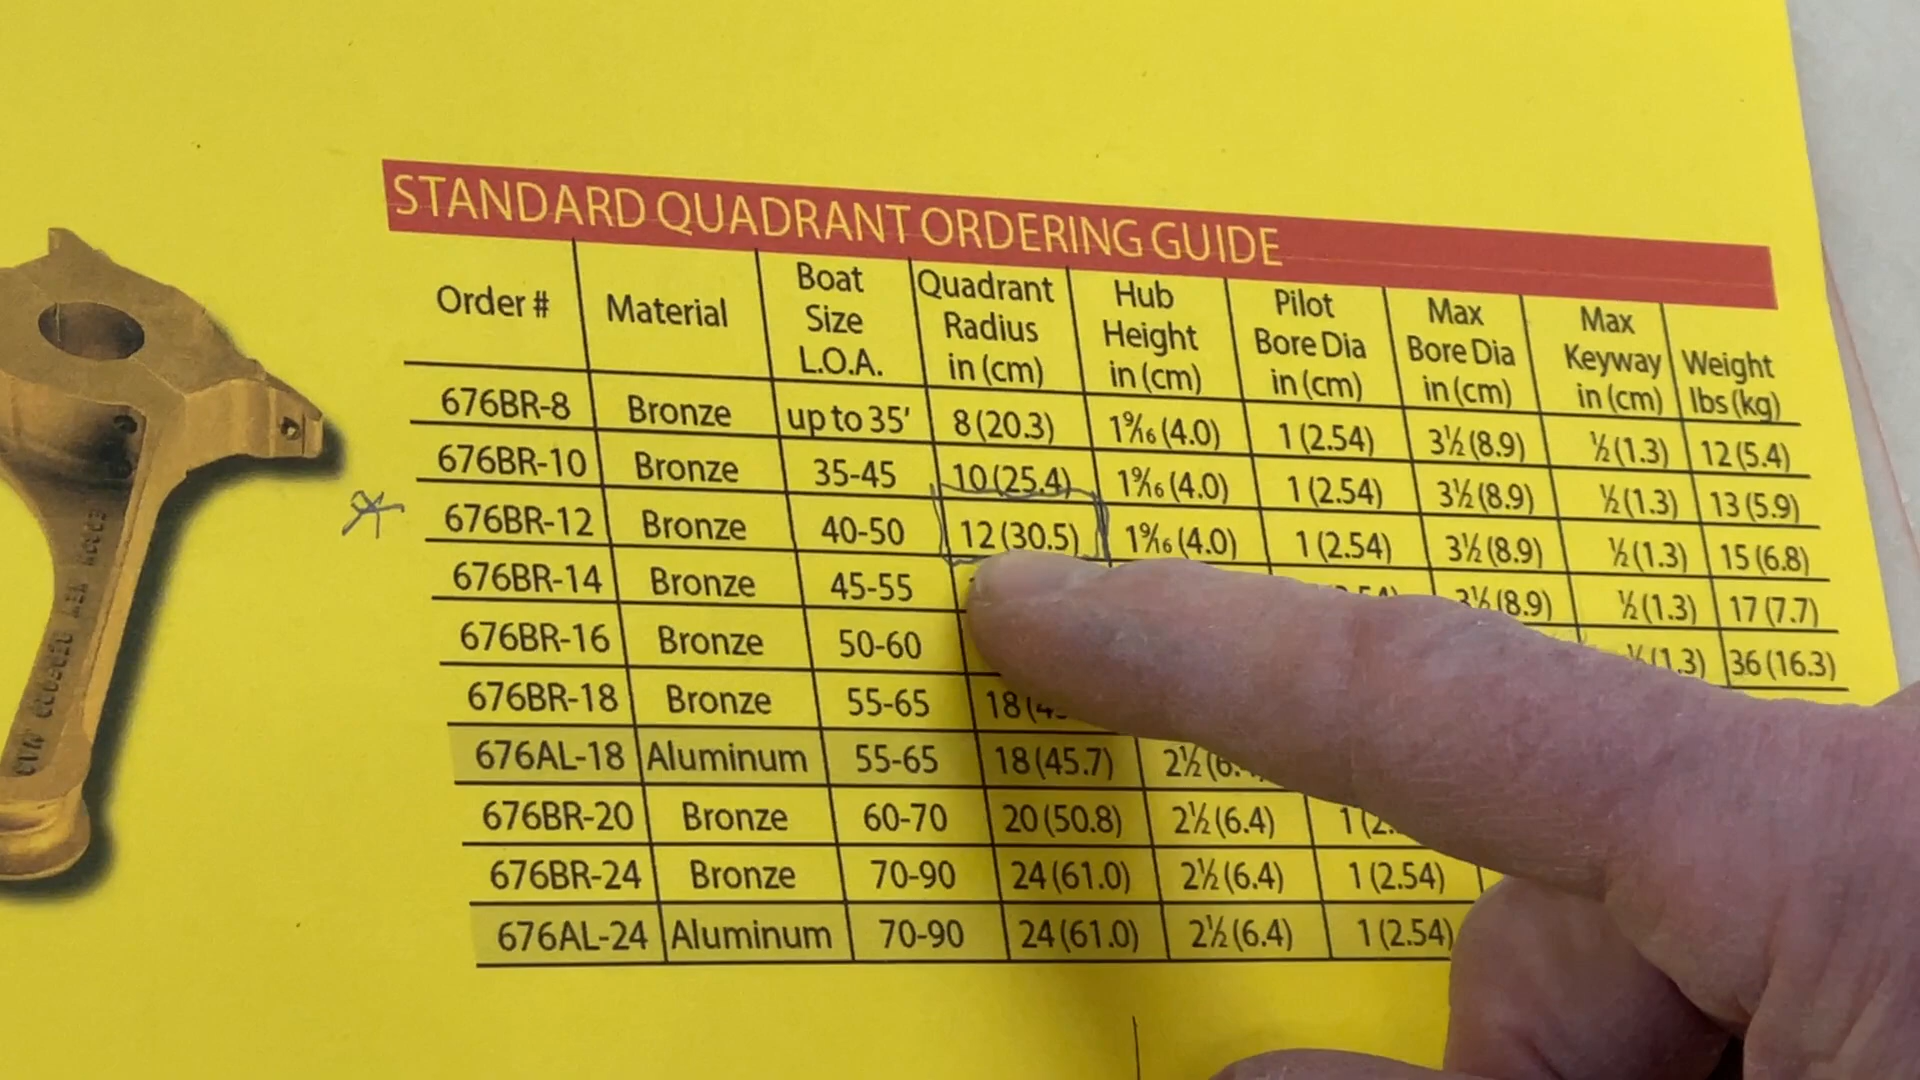 STANDARD QUADRANT ORDERING GUIDE
Order # Material Boat Size L.O.A. Quadrant Radius in (cm) Hub Height in (cm) Pilot Bore Dia in (cm) Max Bore Dia in (cm) Max Keyway in (cm) Weight lbs (kg)
676BR-8 Bronze up to 35' 8 (20.3) 1 9/16 (4.0) 1 (2.54) 3½ (8.9) ½ (1.3) 12 (5.4)
676BR-10 Bronze 35-45 10 (25.4) 1 9/16 (4.0) 1 (2.54) 3½ (8.9) ½ (1.3) 13 (5.9)
676BR-12 Bronze 40-50 12 (30.5) 1 9/16 (4.0) 1 (2.54) 3½ (8.9) ½ (1.3) 15 (6.8)
676BR-14 Bronze 45-55 3½ (8.9) ½ (1.3) 17 (7.7)
676BR-16 Bronze 50-60 36 (16.3)
676BR-18 Bronze 55-65
676AL-18 Aluminum 55-65 18 (45.7) 2½
676BR-20 Bronze 60-70 20 (50.8) 2½ (6.4)
676BR-24 Bronze 70-90 24 (61.0) 2½ (6.4) 1 (2.54)
676AL-24 Aluminum 70-90 24 (61.0) 2½ (6.4) 1 (2.54)